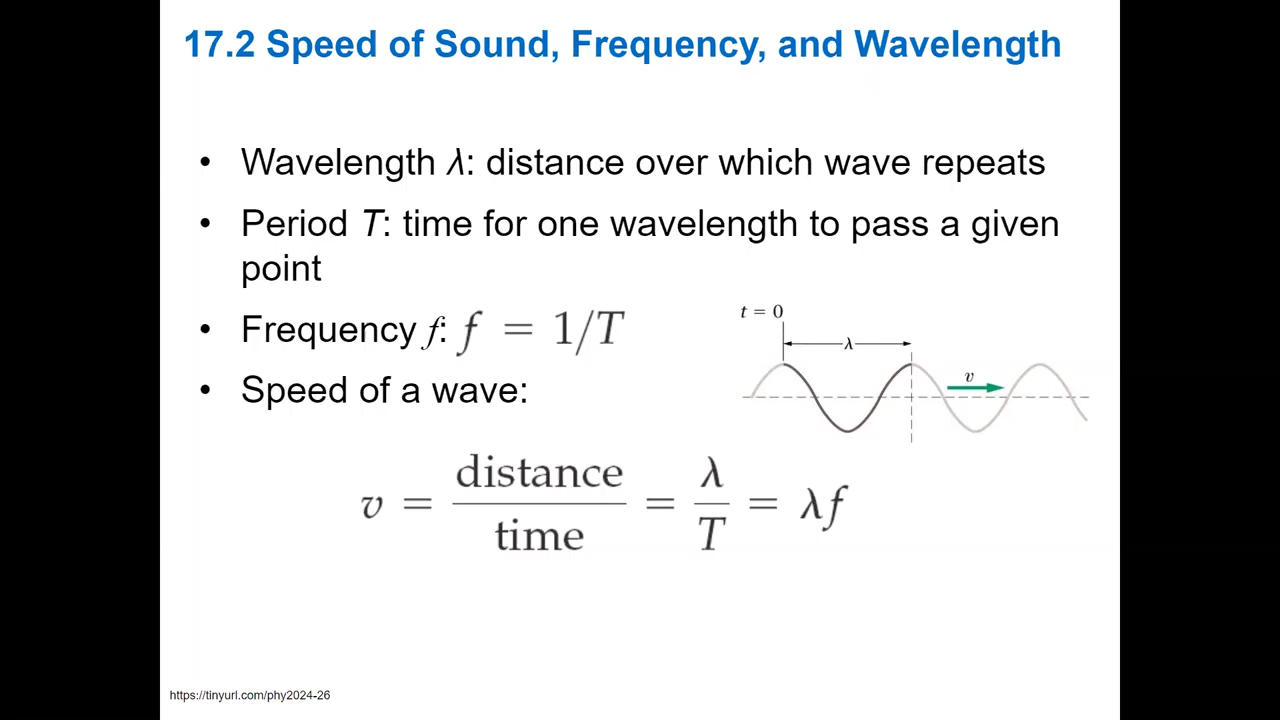 17.2 Speed of Sound, Frequency, and Wavelength
• Wavelength λ: distance over which wave repeats
• Period T: time for one wavelength to pass a given
point
• Frequency f: f = 1/T
• Speed of a wave:
t = 0
λ
v
v = distance/time = λ/T = λf
https://tinyurl.com/phy2024-26